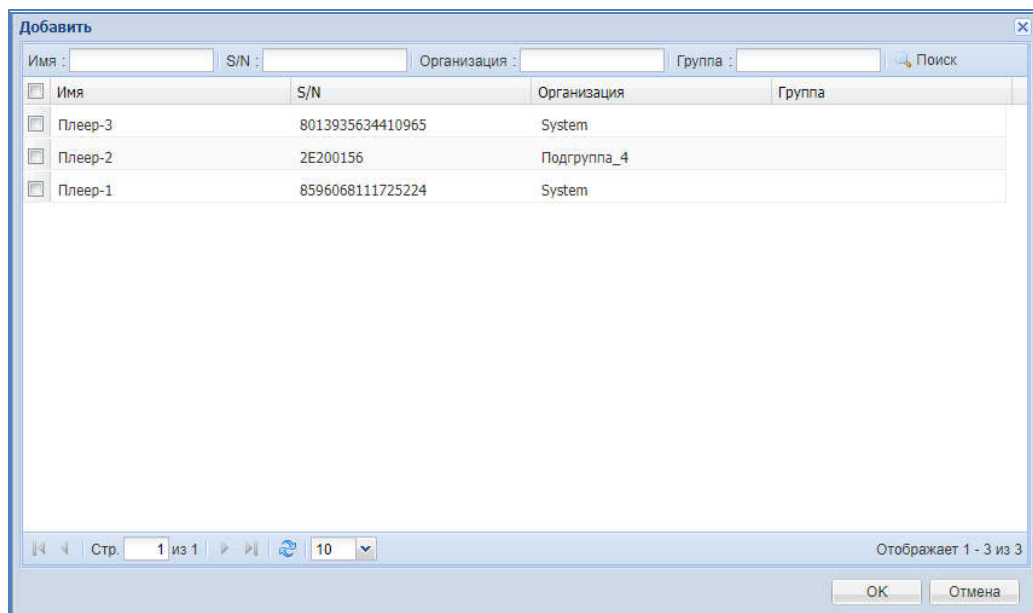 Добавить
Имя : S/N : Организация : Группа : Поиск
Имя S/N Организация Группа
Плеер-3 8013935634410965 System
Плеер-2 2E200156 Подгруппа_4
Плеер-1 8596068111725224 System
Стр. 1 из 1 10 Отображает 1 - 3 из 3
OK Отмена